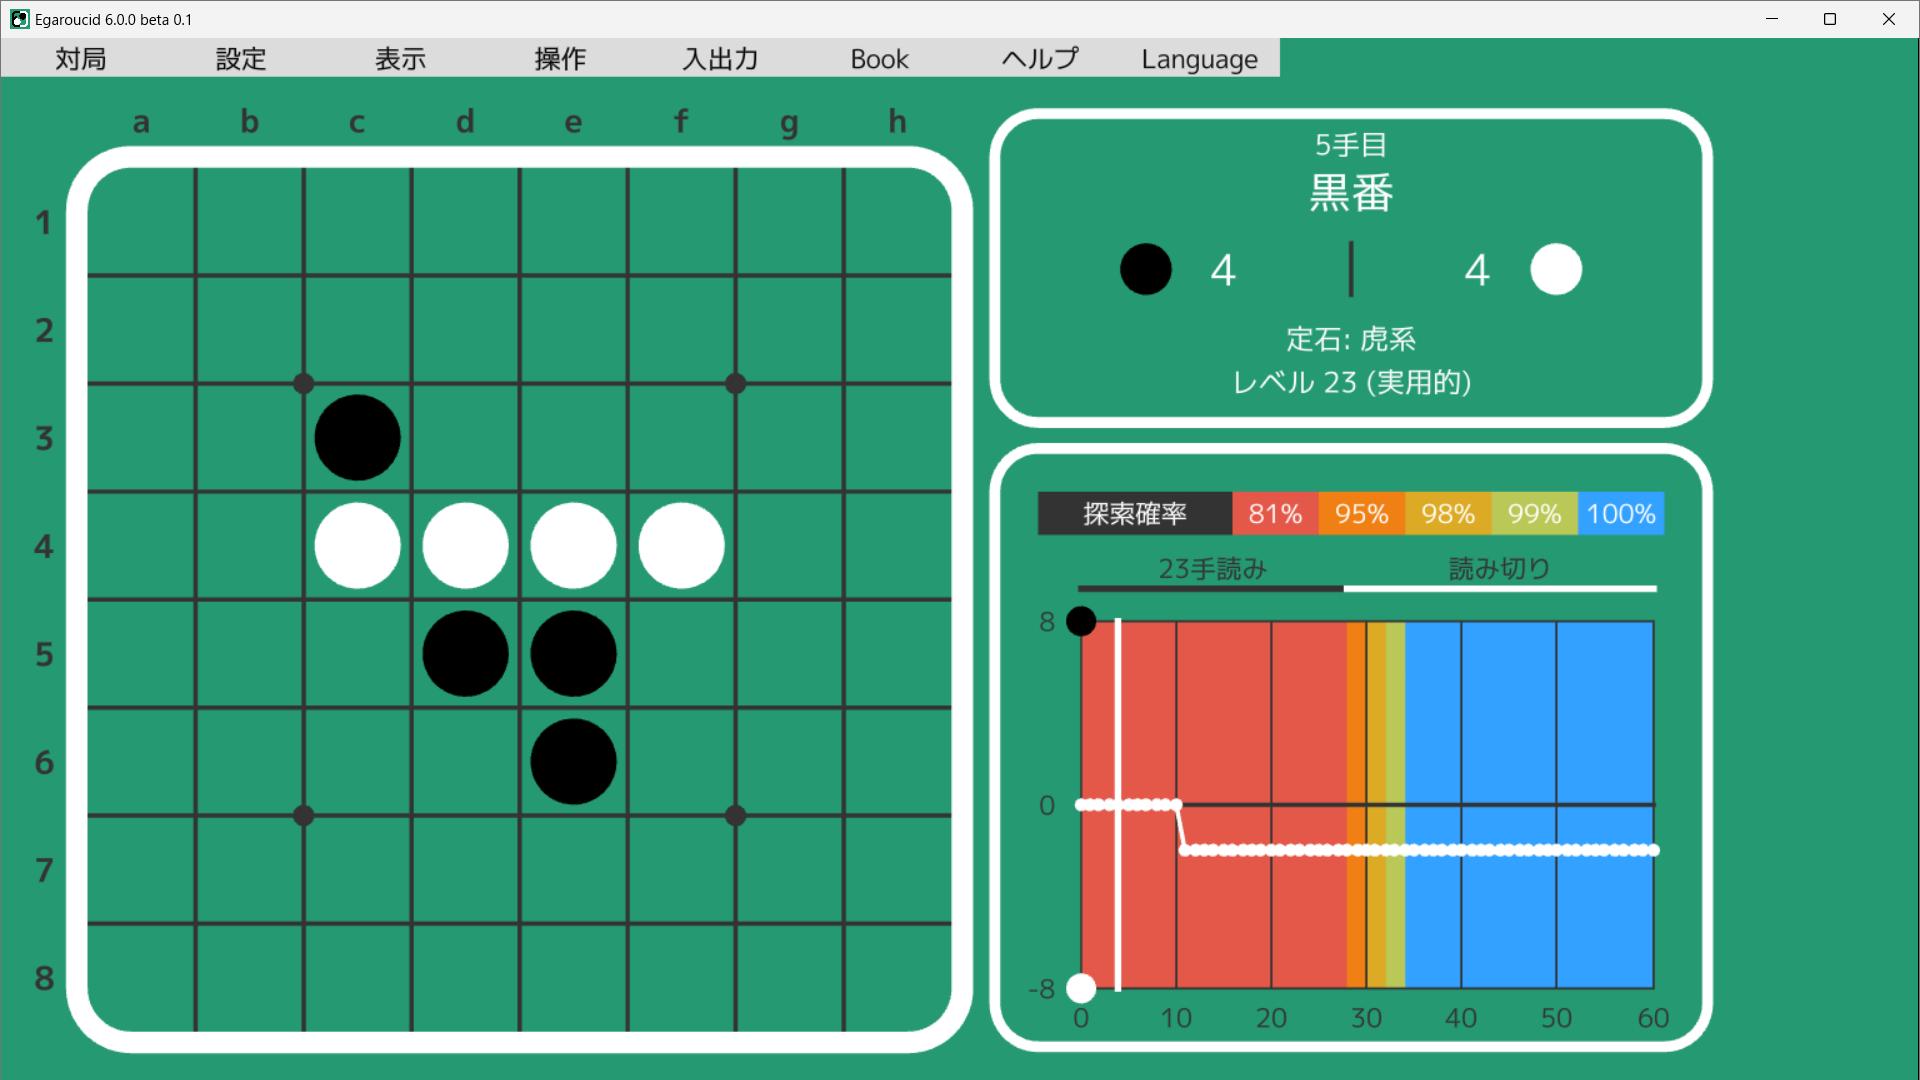 Egaroucid 6.0.0 beta 0.1
対局 設定 表示 操作 入出力 Book ヘルプ Language
a b c d e f g h
1
2
3
4
5
6
7
8
5手目
黒番
4 4
定石: 虎系
レベル 23 (実用的)
探索確率 81% 95% 98% 99% 100%
23手読み 読み切り
8
0
-8
0 10 20 30 40 50 60